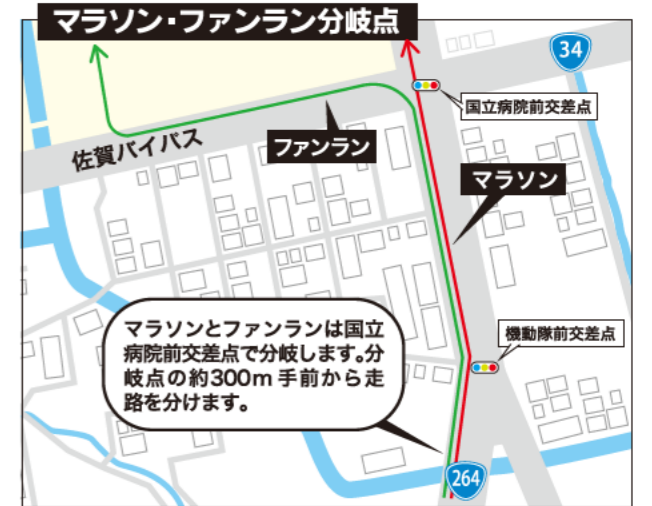 マラソン・ファンラン分岐点
34
国立病院前交差点
佐賀バイパス
ファンラン
マラソン
機動隊前交差点
マラソンとファンランは国立
病院前交差点で分岐します。分
岐点の約300m手前から走
路を分けます。
264